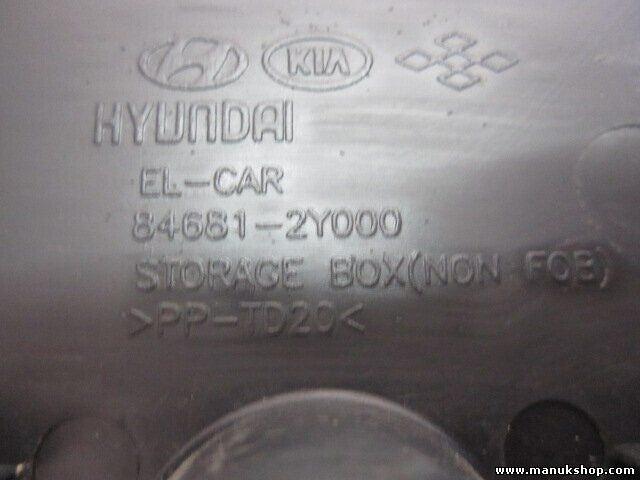 KIA
HYUNDAI
EL-CAR
84681-2Y000
STORAGE BOX(NON FOB)
>PP-TD20<
www.manukshop.com